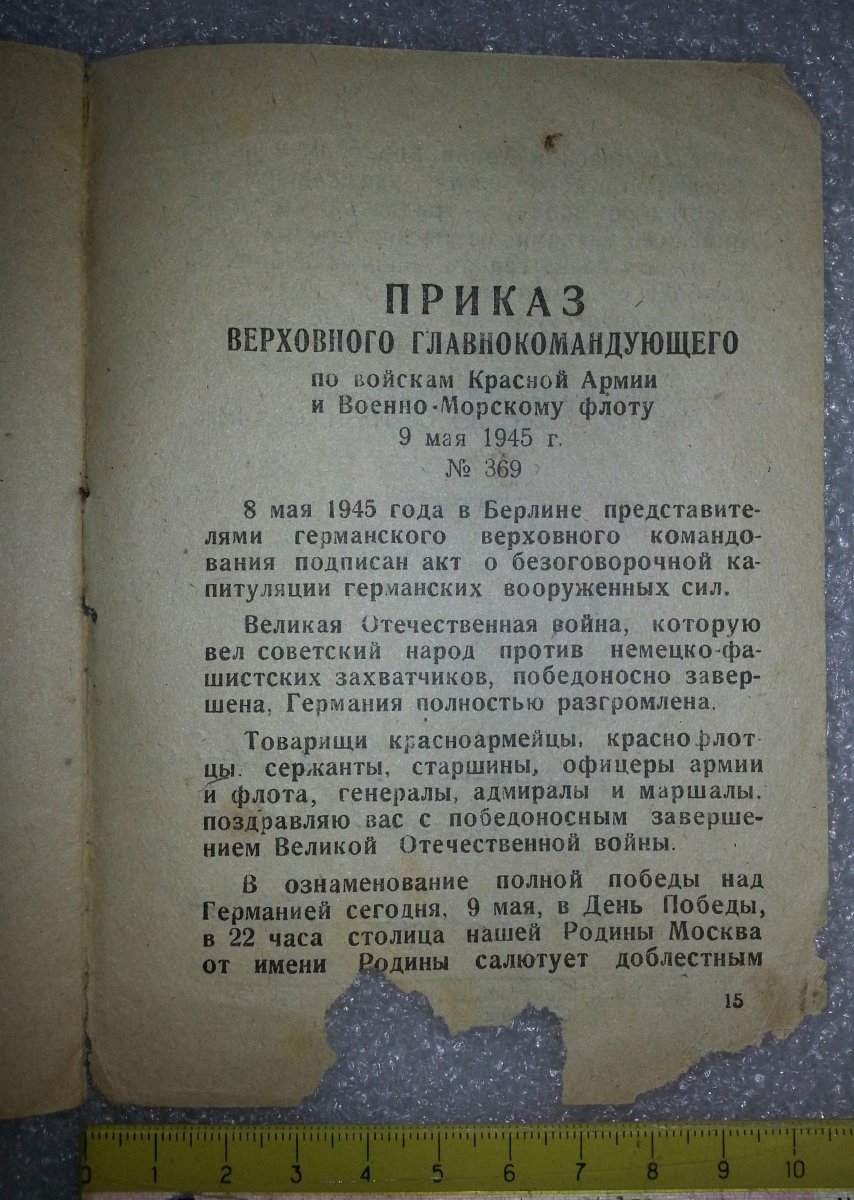 ПРИКАЗ
ВЕРХОВНОГО ГЛАВНОКОМАНДУЮЩЕГО
по войскам Красной Армии
и Военно-Морскому флоту
9 мая 1945 г.
№ 369
8 мая 1945 года в Берлине представите-
лями германского верховного командо-
вания подписан акт о безоговорочной ка-
питуляции германских вооруженных сил.
Великая Отечественная война, которую
вел советский народ против немецко-фа-
шистских захватчиков, победоносно завер-
шена, Германия полностью разгромлена.
Товарищи красноармейцы, краснофлот-
цы. сержанты, старшины, офицеры армии
и флота, генералы, адмиралы и маршалы.
поздравляю вас с победоносным заверше-
нием Великой Отечественной войны.
В ознаменование полной победы над
Германией сегодня, 9 мая, в День Победы,
в 22 часа столица нашей Родины Москва
от имени Родины салютует доблестным
15
0 1 2 3 4 5 6 7 8 9 10